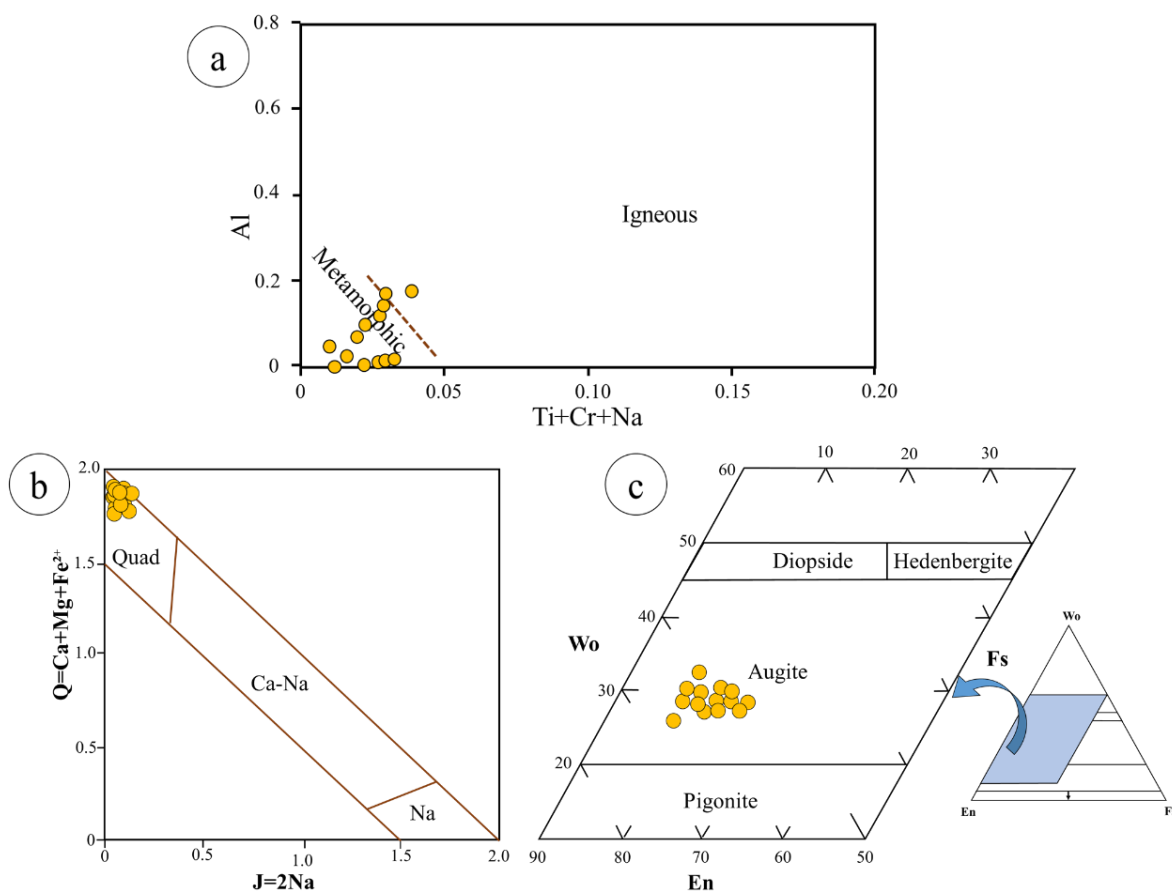 a
0.8
0.6
0.4
0.2
0
Al
Igneous
Metamorphic
0
0.05
0.10
0.15
0.20
Ti+Cr+Na
b
2.0
1.5
1.0
0.5
0
Q=Ca+Mg+Fe²⁺
Quad
Ca-Na
Na
0
0.5
1.0
1.5
2.0
J=2Na
c
10
20
30
60
50
40
30
20
Diopside
Hedenbergite
Wo
Augite
Fs
Pigonite
90
80
70
60
50
En
Wo
En
F